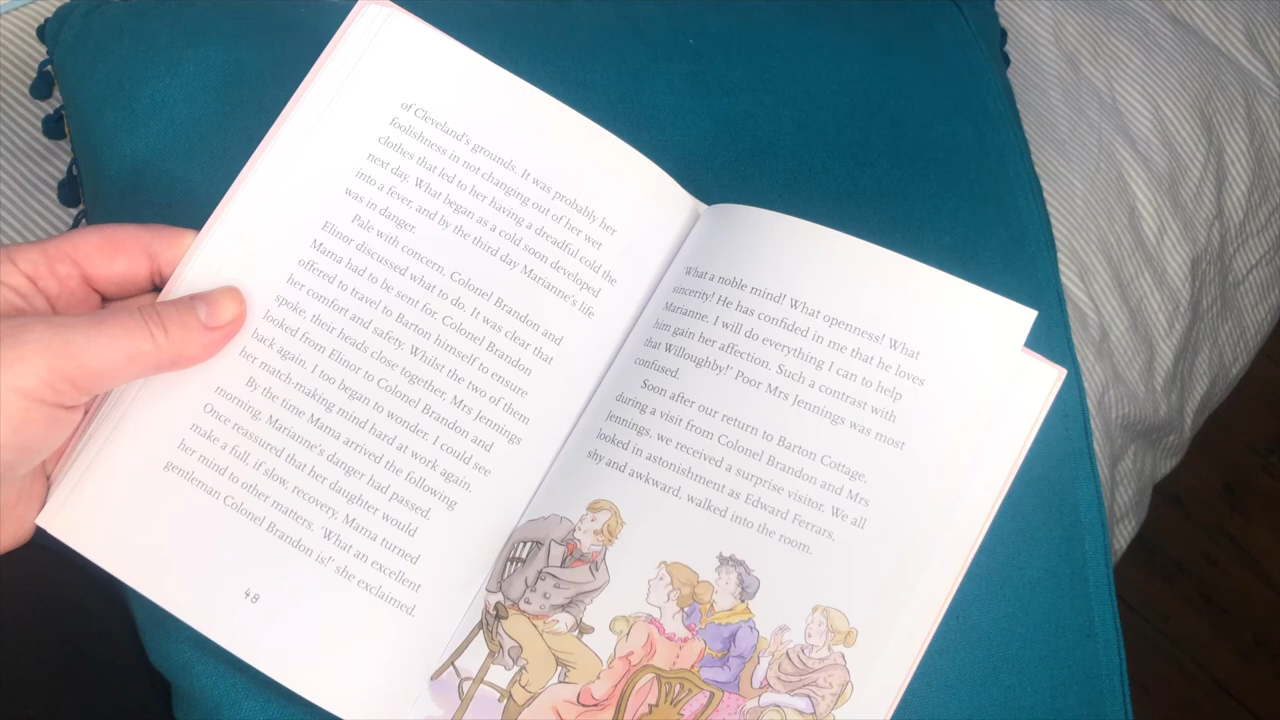 of Cleveland's grounds. It was probably her
foolishness in not changing out of her wet
clothes that led to her having a dreadful cold the
next day. What began as a cold soon developed
into a fever, and by the third day Marianne's life
was in danger.
Pale with concern, Colonel Brandon and
Elinor discussed what to do. It was clear that
Mama had to be sent for. Colonel Brandon
offered to travel to Barton himself to ensure
her comfort and safety. Whilst the two of them
spoke, their heads close together, Mrs Jennings
looked from Elinor to Colonel Brandon and
back again. I too began to wonder. I could see
her match-making mind hard at work again.
By the time Mama arrived the following
morning, Marianne's danger had passed.
Once reassured that her daughter would
make a full, if slow, recovery, Mama turned
her mind to other matters. 'What an excellent
gentleman Colonel Brandon is!' she exclaimed.
48
'What a noble mind! What openness! What
sincerity! He has confided in me that he loves
Marianne. I will do everything I can to help
him gain her affection. Such a contrast with
that Willoughby!' Poor Mrs Jennings was most
confused.
Soon after our return to Barton Cottage,
during a visit from Colonel Brandon and Mrs
Jennings, we received a surprise visitor. We all
looked in astonishment as Edward Ferrars,
shy and awkward, walked into the room.